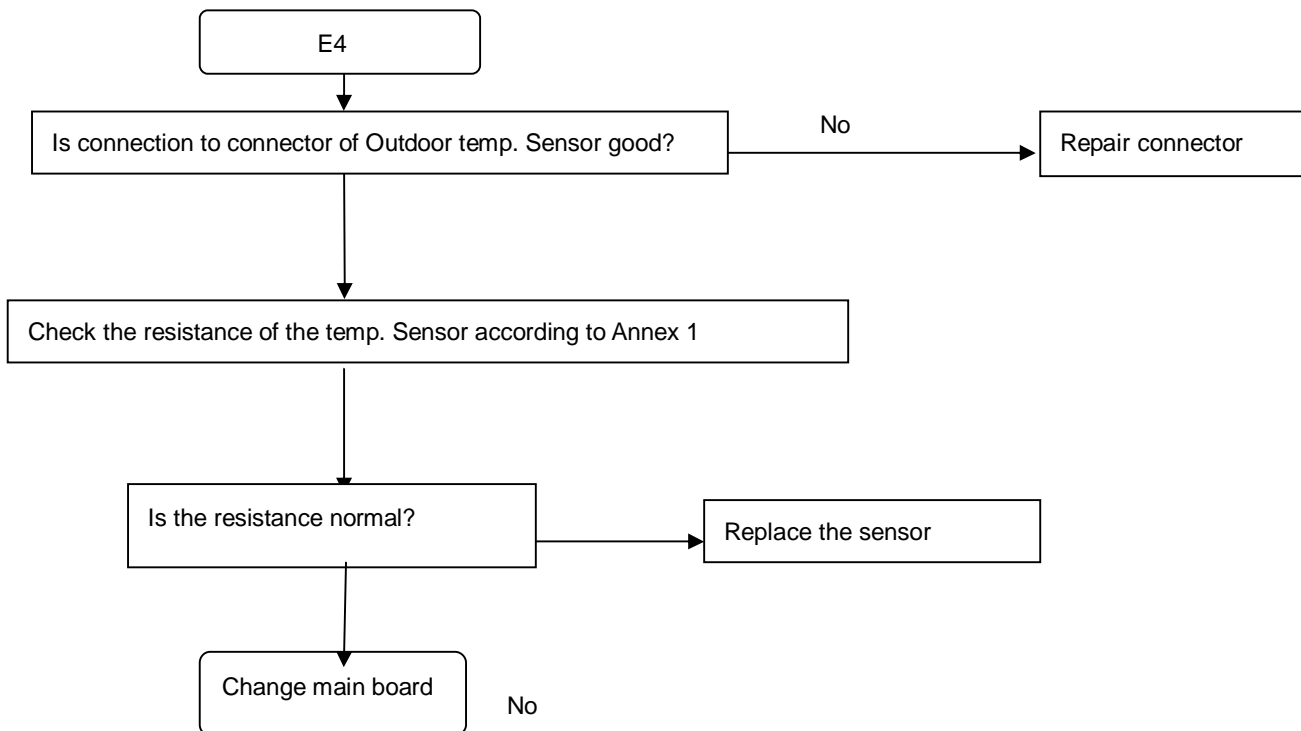 E4
Is connection to connector of Outdoor temp. Sensor good?
No
Repair connector
Check the resistance of the temp. Sensor according to Annex 1
Is the resistance normal?
Replace the sensor
Change main board
No